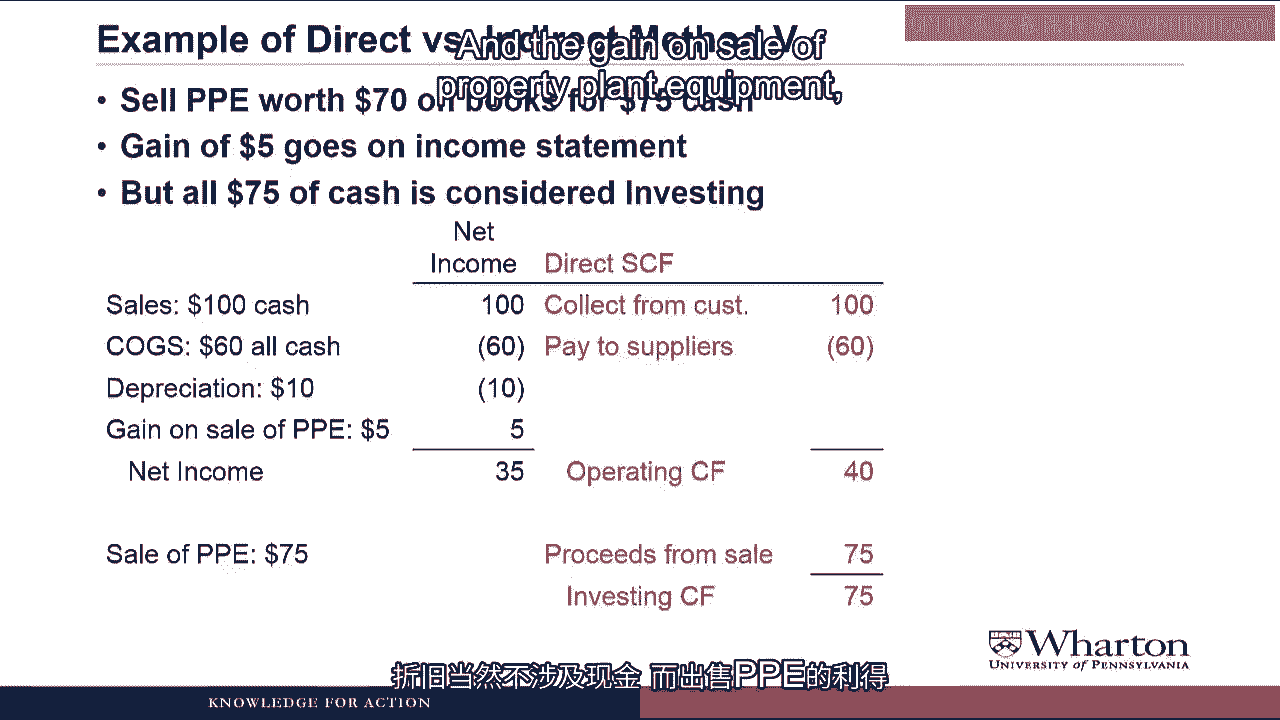 Example of Direct vs. Indirect Method V
And the gain on sale of
property plant equipment,
• Sell PPE worth $70 on books for $75 cash
• Gain of $5 goes on income statement
• But all $75 of cash is considered Investing
Net Income Direct SCF
Sales: $100 cash 100 Collect from cust. 100
COGS: $60 all cash (60) Pay to suppliers (60)
Depreciation: $10 (10)
Gain on sale of PPE: $5 5
Net Income 35 Operating CF 40
Sale of PPE: $75 Proceeds from sale 75
Investing CF 75
Wharton
UNIVERSITY of PENNSYLVANIA
折旧当然不涉及现金 而出售PPE的利得
KNOWLEDGE FOR ACTION